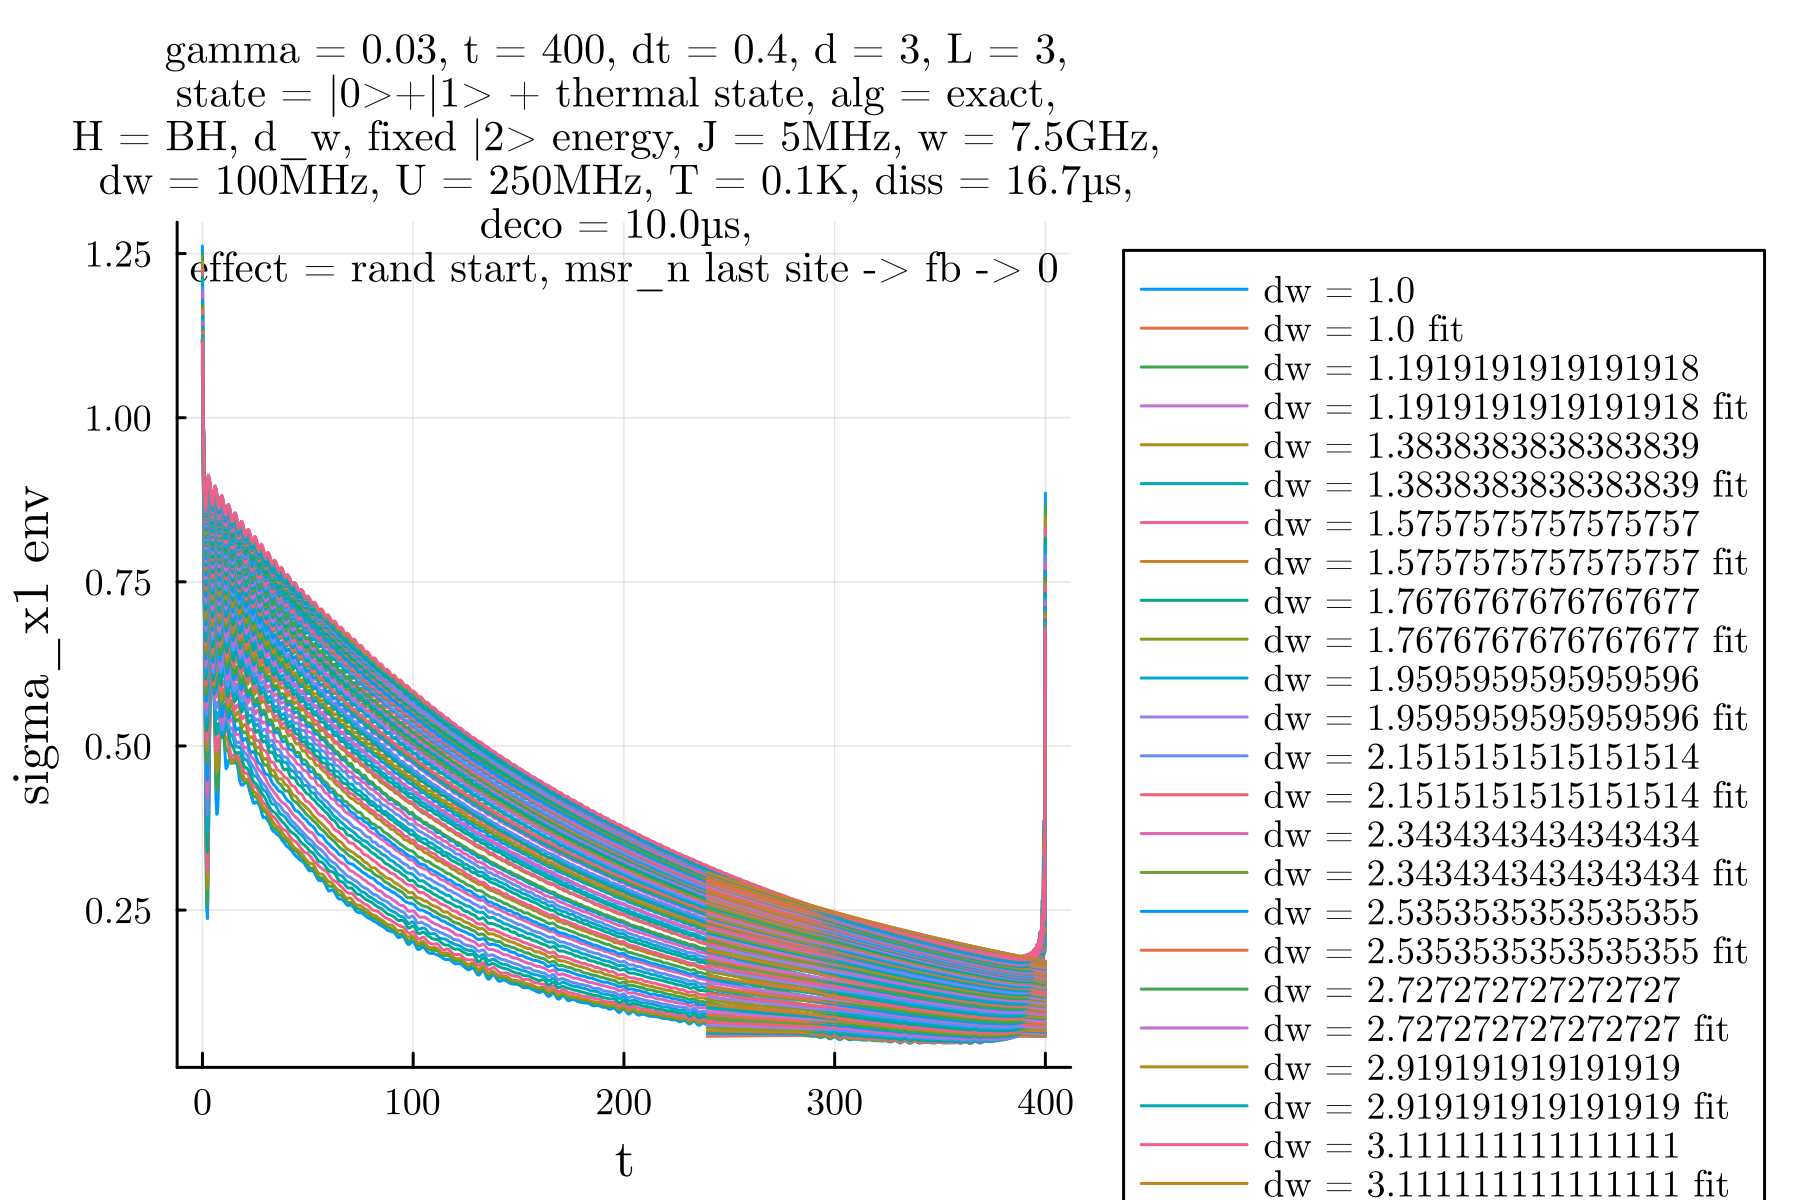 gamma = 0.03, t = 400, dt = 0.4, d = 3, L = 3,
state = |0>+|1> + thermal state, alg = exact,
H = BH, d_w, fixed |2> energy, J = 5MHz, w = 7.5GHz,
dw = 100MHz, U = 250MHz, T = 0.1K, diss = 16.7µs,
deco = 10.0µs,
effect = rand start, msr_n last site -> fb -> 0
sigma_x1 env
1.25
1.00
0.75
0.50
0.25
0
100
200
300
400
t
dw = 1.0
dw = 1.0 fit
dw = 1.1919191919191918
dw = 1.1919191919191918 fit
dw = 1.3838383838383839
dw = 1.3838383838383839 fit
dw = 1.5757575757575757
dw = 1.5757575757575757 fit
dw = 1.7676767676767677
dw = 1.7676767676767677 fit
dw = 1.9595959595959596
dw = 1.9595959595959596 fit
dw = 2.1515151515151514
dw = 2.1515151515151514 fit
dw = 2.3434343434343434
dw = 2.3434343434343434 fit
dw = 2.5353535353535355
dw = 2.5353535353535355 fit
dw = 2.727272727272727
dw = 2.727272727272727 fit
dw = 2.919191919191919
dw = 2.919191919191919 fit
dw = 3.111111111111111
dw = 3.111111111111111 fit